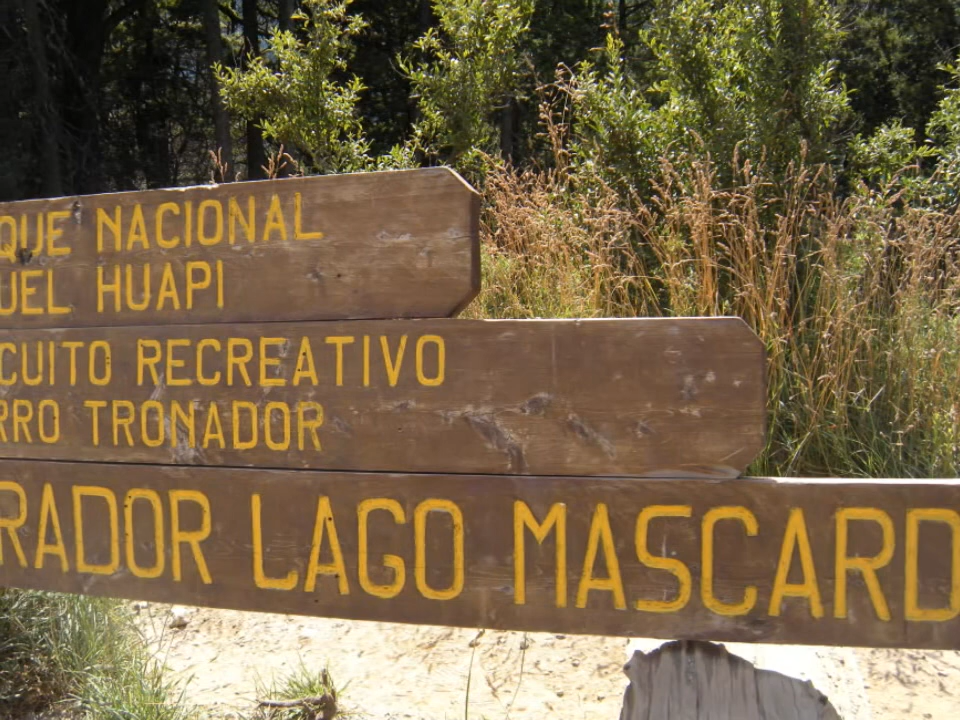 QUE NACIONAL
UEL HUAPI
CUITO RECREATIVO
RRO TRONADOR
RADOR LAGO MASCARD